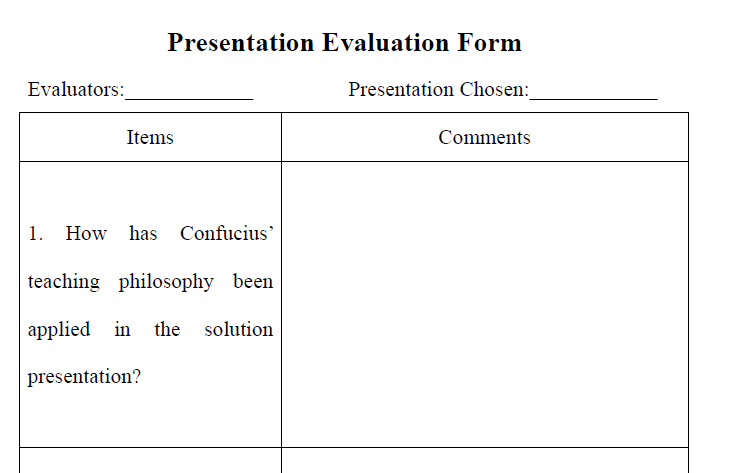 Presentation Evaluation Form
Evaluators:____________ Presentation Chosen:____________
Items Comments
1. How has Confucius’
teaching philosophy been
applied in the solution
presentation?